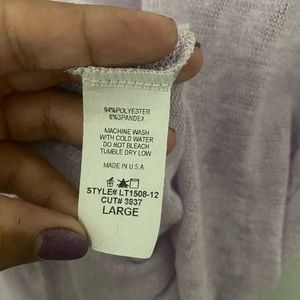 94%POLYESTER
6%SPANDEX
MACHINE WASH
WITH COLD WATER
DO NOT BLEACH
TUMBLE DRY LOW
MADE IN U.S.A
STYLE# LT1508-12
CUT# 3937
LARGE